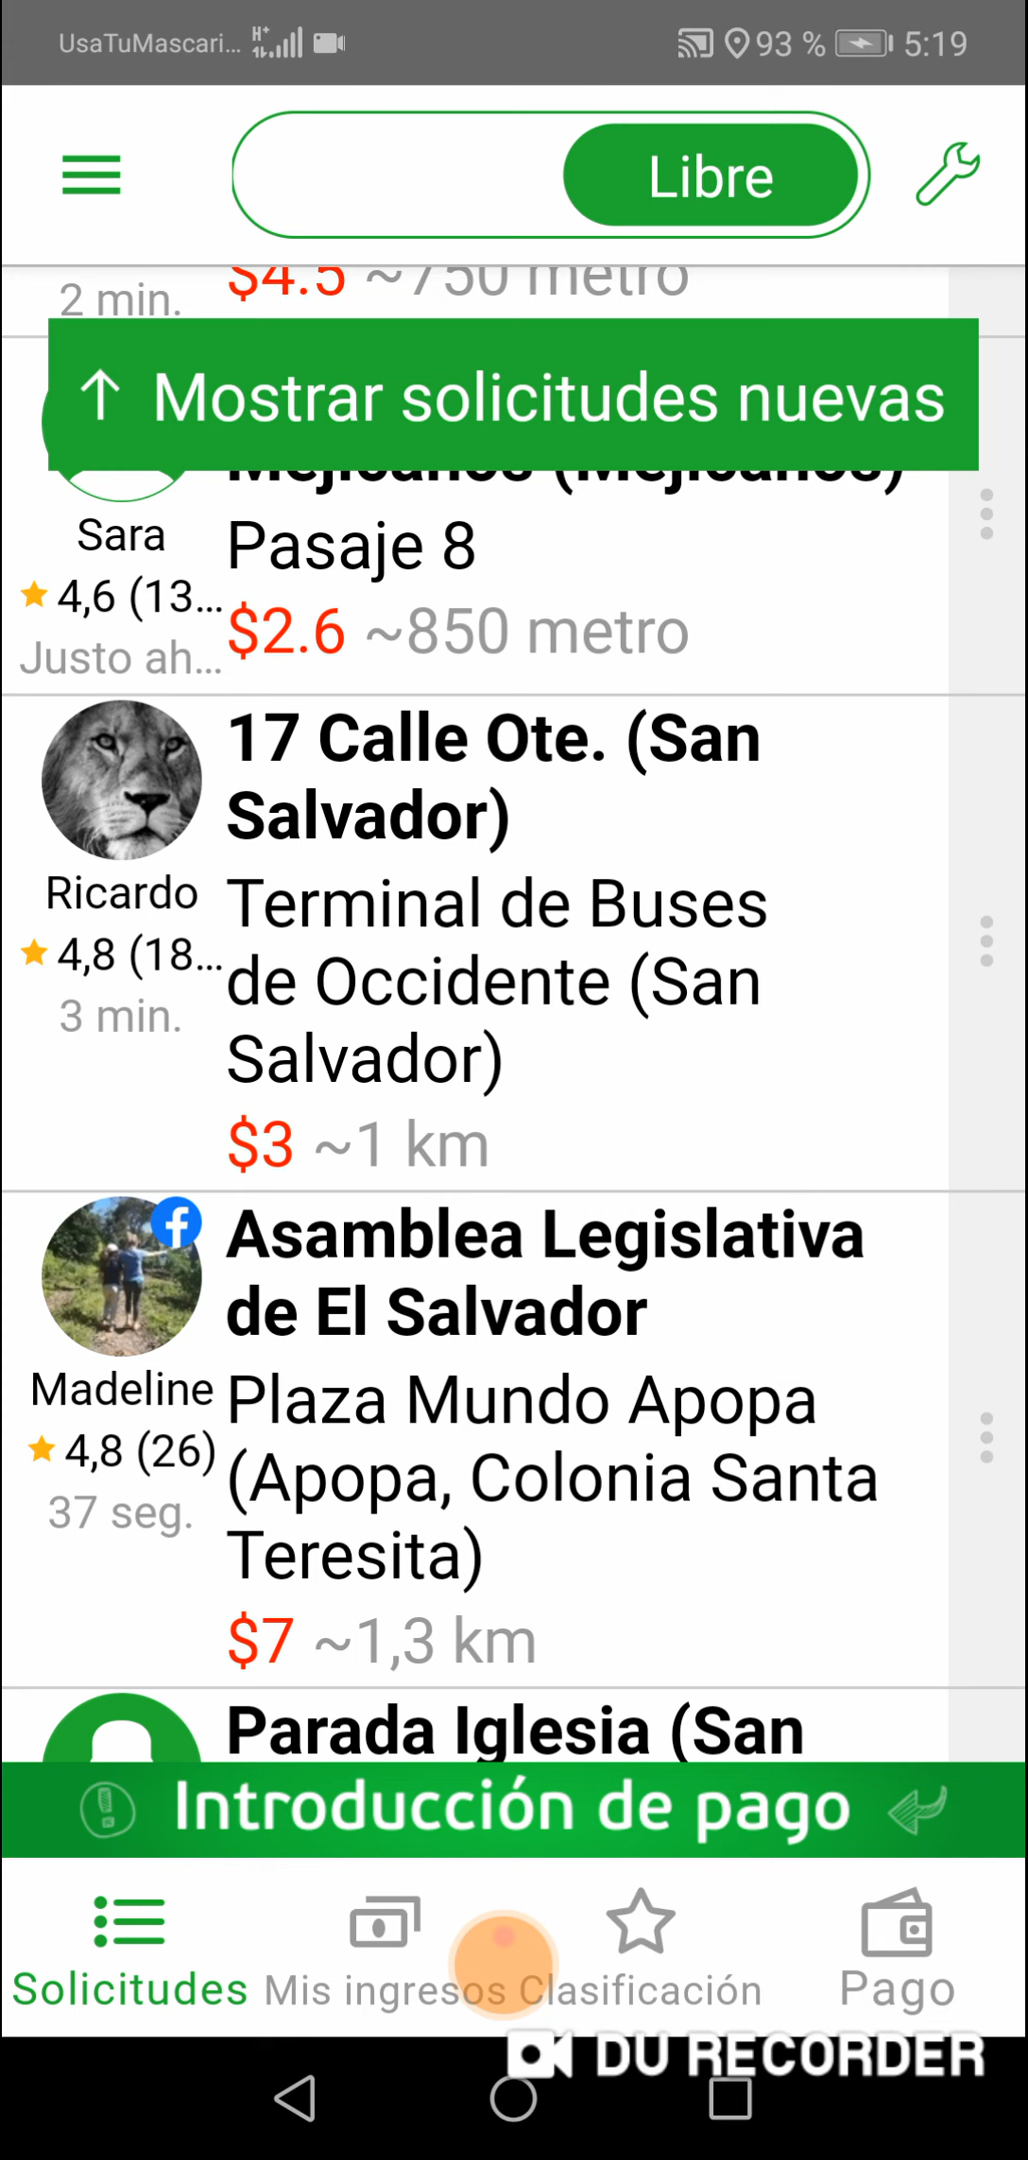 UsaTuMascari... H+ 93 % 5:19
Libre
2 min.
$4.5 ~750 metro
↑ Mostrar solicitudes nuevas
Mejicanos (Mejicanos)
Sara
Pasaje 8
4,6 (13...
$2.6 ~850 metro
Justo ah...
17 Calle Ote. (San
Salvador)
Ricardo
Terminal de Buses
4,8 (18...
de Occidente (San
3 min.
Salvador)
$3 ~1 km
Asamblea Legislativa
de El Salvador
Madeline
Plaza Mundo Apopa
4,8 (26)
(Apopa, Colonia Santa
37 seg.
Teresita)
$7 ~1,3 km
Parada Iglesia (San
Introducción de pago
Solicitudes Mis ingresos Clasificación Pago
DU RECORDER